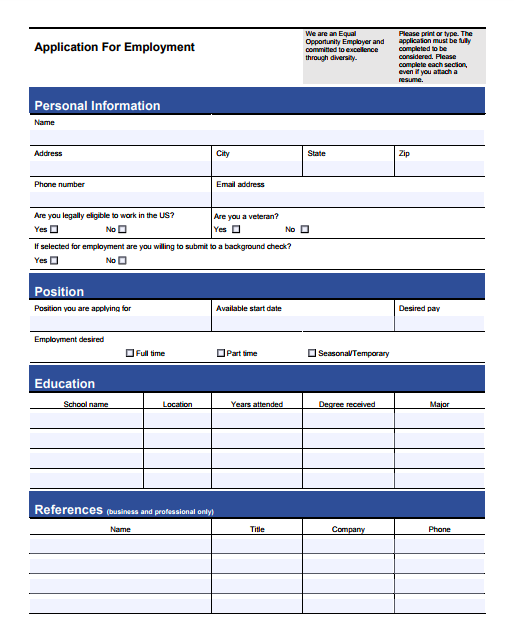 Application For Employment
We are an Equal
Opportunity Employer and
committed to excellence
through diversity.
Please print or type. The
application must be fully
completed to be
considered. Please
complete each section,
even if you attach a
resume.
Personal Information
Name
Address City State Zip
Phone number Email address
Are you legally eligible to work in the US? Are you a veteran?
Yes No Yes No
If selected for employment are you willing to submit to a background check?
Yes No
Position
Position you are applying for Available start date Desired pay
Employment desired
Full time Part time Seasonal/Temporary
Education
School name Location Years attended Degree received Major
References (business and professional only)
Name Title Company Phone